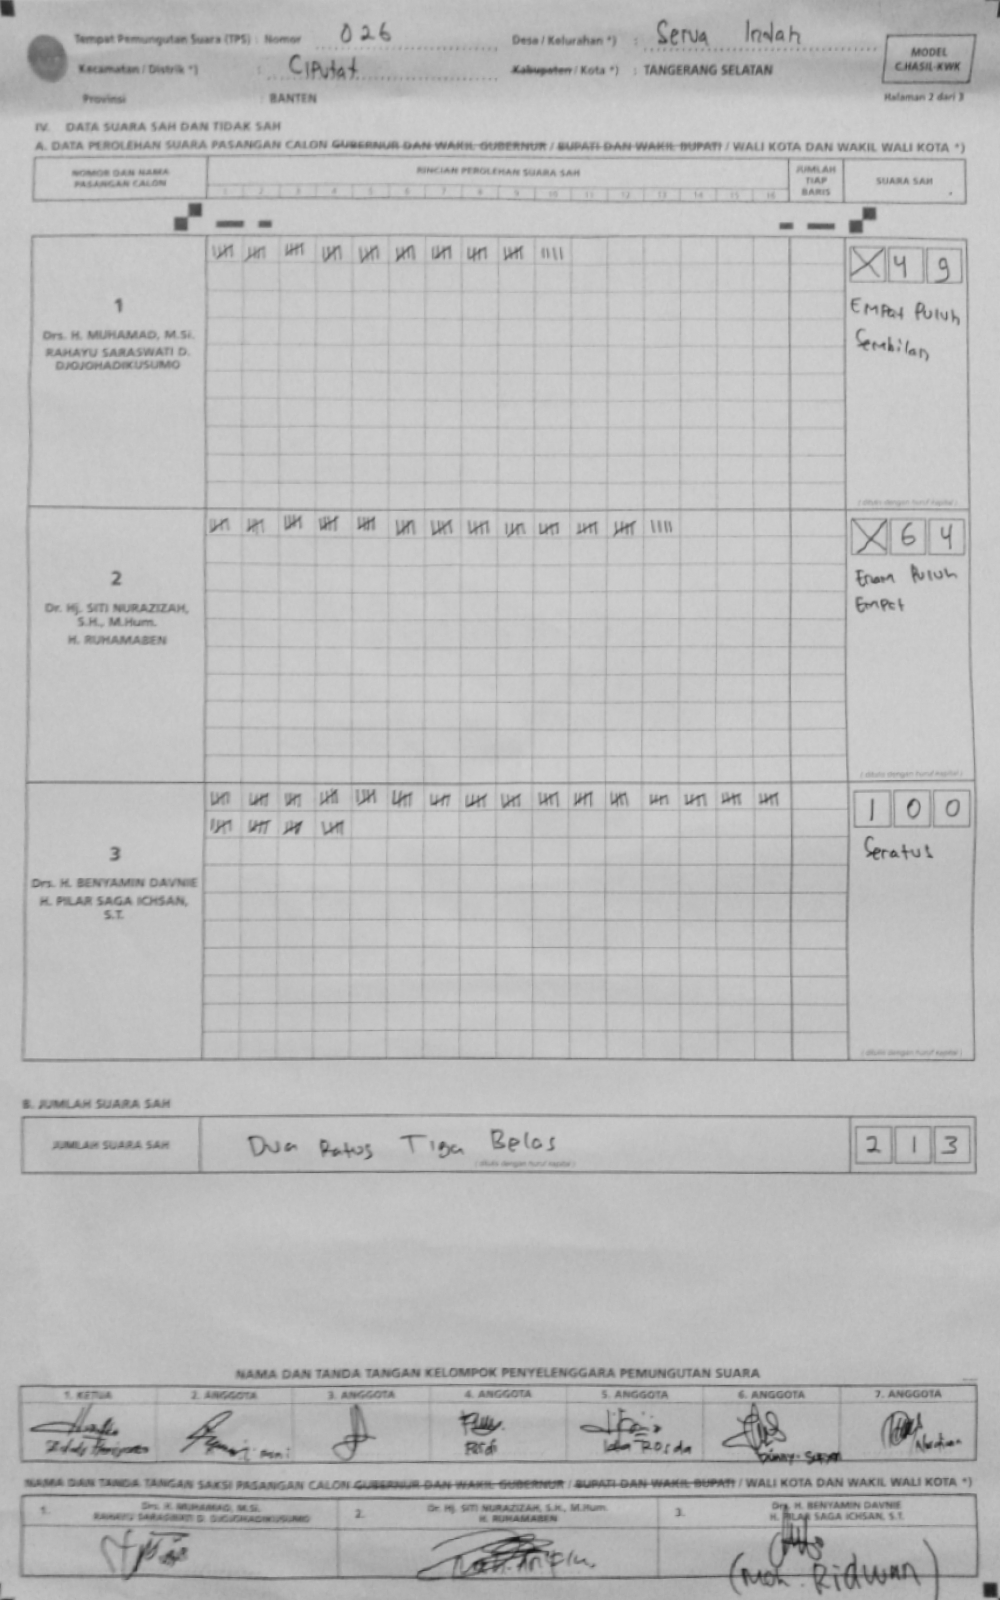 Tempat Pemungutan Suara (TPS) : Nomor 026 Desa / Kelurahan *) : Serua Indah
Kecamatan / Distrik *) : Ciputat Kabupaten / Kota *) : TANGERANG SELATAN
Provinsi : BANTEN
MODEL
C.HASIL-KWK
Halaman 2 dari 3
IV. DATA SUARA SAH DAN TIDAK SAH
A. DATA PEROLEHAN SUARA PASANGAN CALON GUBERNUR DAN WAKIL GUBERNUR / BUPATI DAN WAKIL BUPATI / WALI KOTA DAN WAKIL WALI KOTA *)
NOMOR DAN NAMA
PASANGAN CALON
RINCIAN PEROLEHAN SUARA SAH
1 2 3 4 5 6 7 8 9 10 11 12 13 14 15 16
JUMLAH
TIAP
BARIS
SUARA SAH
1
Drs. H. MUHAMAD, M.Si.
RAHAYU SARASWATI D.
DJOJOHADIKUSUMO
X 4 9
Empat Puluh
Sembilan
(ditulis dengan huruf kapital)
2
Dr. Hj. SITI NURAZIZAH,
S.H., M.Hum.
H. RUHAMABEN
X 6 4
Enam Puluh
Empat
(ditulis dengan huruf kapital)
3
Drs. H. BENYAMIN DAVNIE
H. PILAR SAGA ICHSAN,
S.T.
1 0 0
Seratus
(ditulis dengan huruf kapital)
B. JUMLAH SUARA SAH
JUMLAH SUARA SAH Dua Ratus Tiga Belas 2 1 3
(ditulis dengan huruf kapital)
NAMA DAN TANDA TANGAN KELOMPOK PENYELENGGARA PEMUNGUTAN SUARA
1. KETUA 2. ANGGOTA 3. ANGGOTA 4. ANGGOTA 5. ANGGOTA 6. ANGGOTA 7. ANGGOTA
Rosda
NAMA DAN TANDA TANGAN SAKSI PASANGAN CALON GUBERNUR DAN WAKIL GUBERNUR / BUPATI DAN WAKIL BUPATI / WALI KOTA DAN WAKIL WALI KOTA *)
1. Drs. H. MUHAMAD, M.Si.
RAHAYU SARASWATI D. DJOJOHADIKUSUMO
2. Dr. Hj. SITI NURAZIZAH, S.H., M.Hum.
H. RUHAMABEN
3. Drs. H. BENYAMIN DAVNIE
H. PILAR SAGA ICHSAN, S.T.
(Moh. Ridwan)